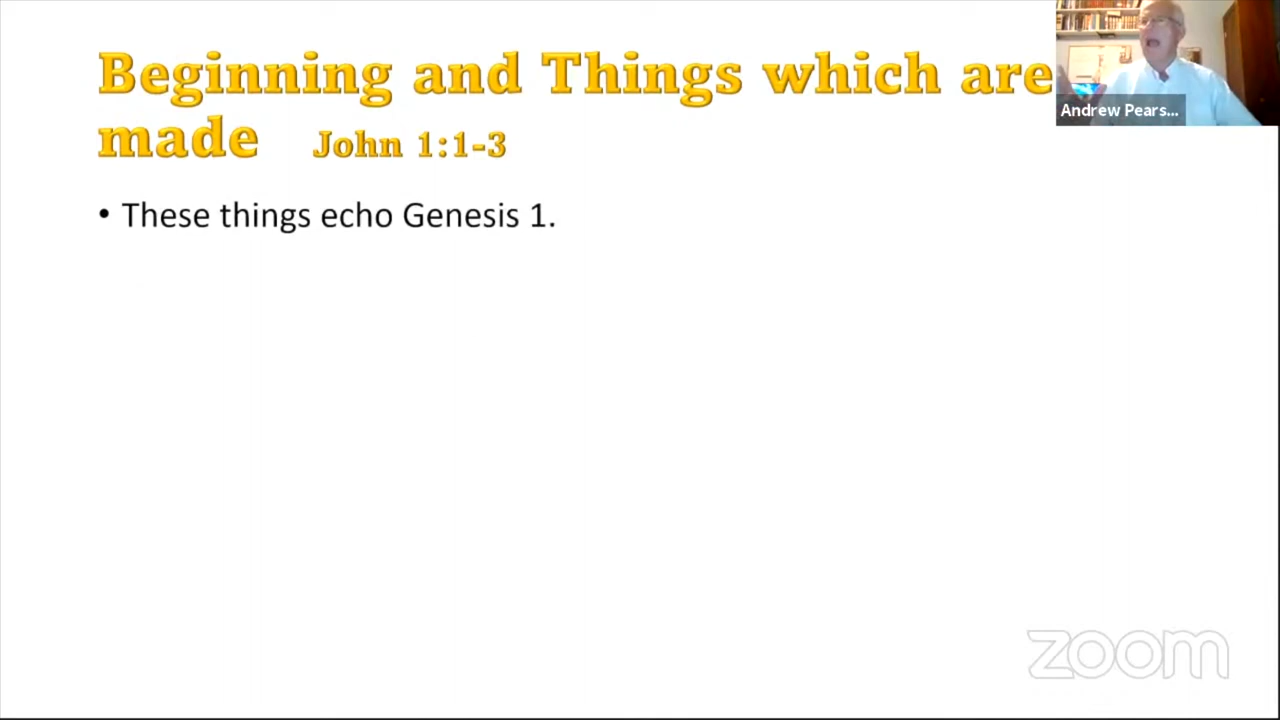 Beginning and Things which are
made John 1:1-3
Andrew Pears...
• These things echo Genesis 1.
zoom